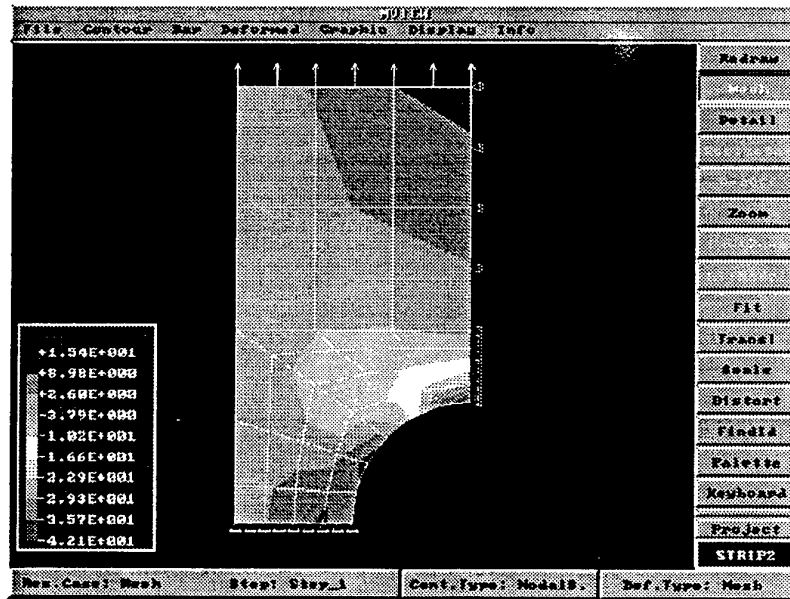 File Contour Bar Deformed Graphic Display Info
Redraw
Detail
Zoom
Fit
Transl
Scale
Distort
FindId
Palette
Keyboard
Project
STRIP2
+1.54E+001
+8.98E+000
+2.60E+000
-3.79E+000
-1.02E+001
-1.66E+001
-2.29E+001
-2.93E+001
-3.57E+001
-4.21E+001
Res.Case: Mesh Step: Step_1 Cont.Type: NodalS. Def.Type: Mesh